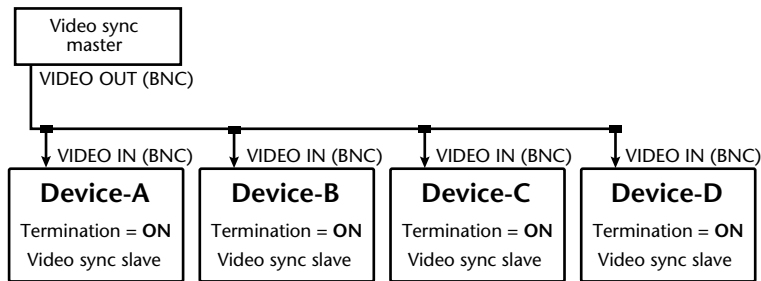 Video sync
master
VIDEO OUT (BNC)
VIDEO IN (BNC)
VIDEO IN (BNC)
VIDEO IN (BNC)
VIDEO IN (BNC)
Device-A
Termination = ON
Video sync slave
Device-B
Termination = ON
Video sync slave
Device-C
Termination = ON
Video sync slave
Device-D
Termination = ON
Video sync slave